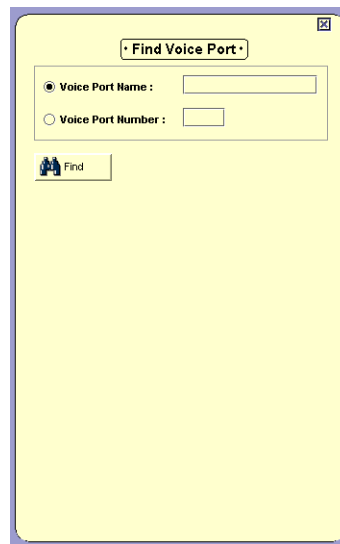 • Find Voice Port •
Voice Port Name :
Voice Port Number :
Find